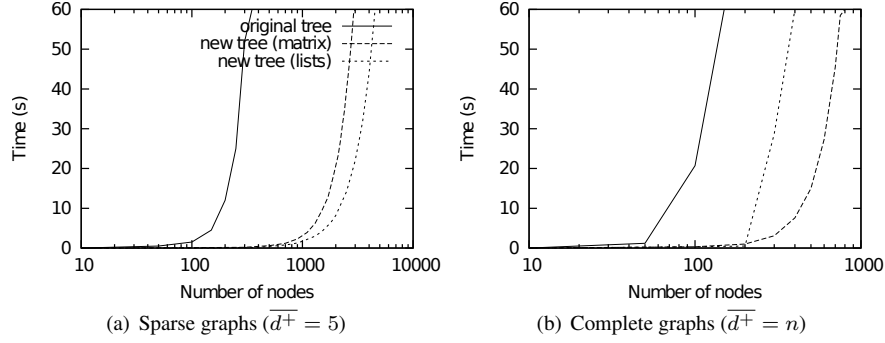 60
50
40
30
20
10
0
Time (s)
original tree
new tree (matrix)
new tree (lists)
10
100
1000
10000
Number of nodes
(a) Sparse graphs ($\overline{d^+} = 5$)
60
50
40
30
20
10
0
Time (s)
10
100
1000
Number of nodes
(b) Complete graphs ($\overline{d^+} = n$)